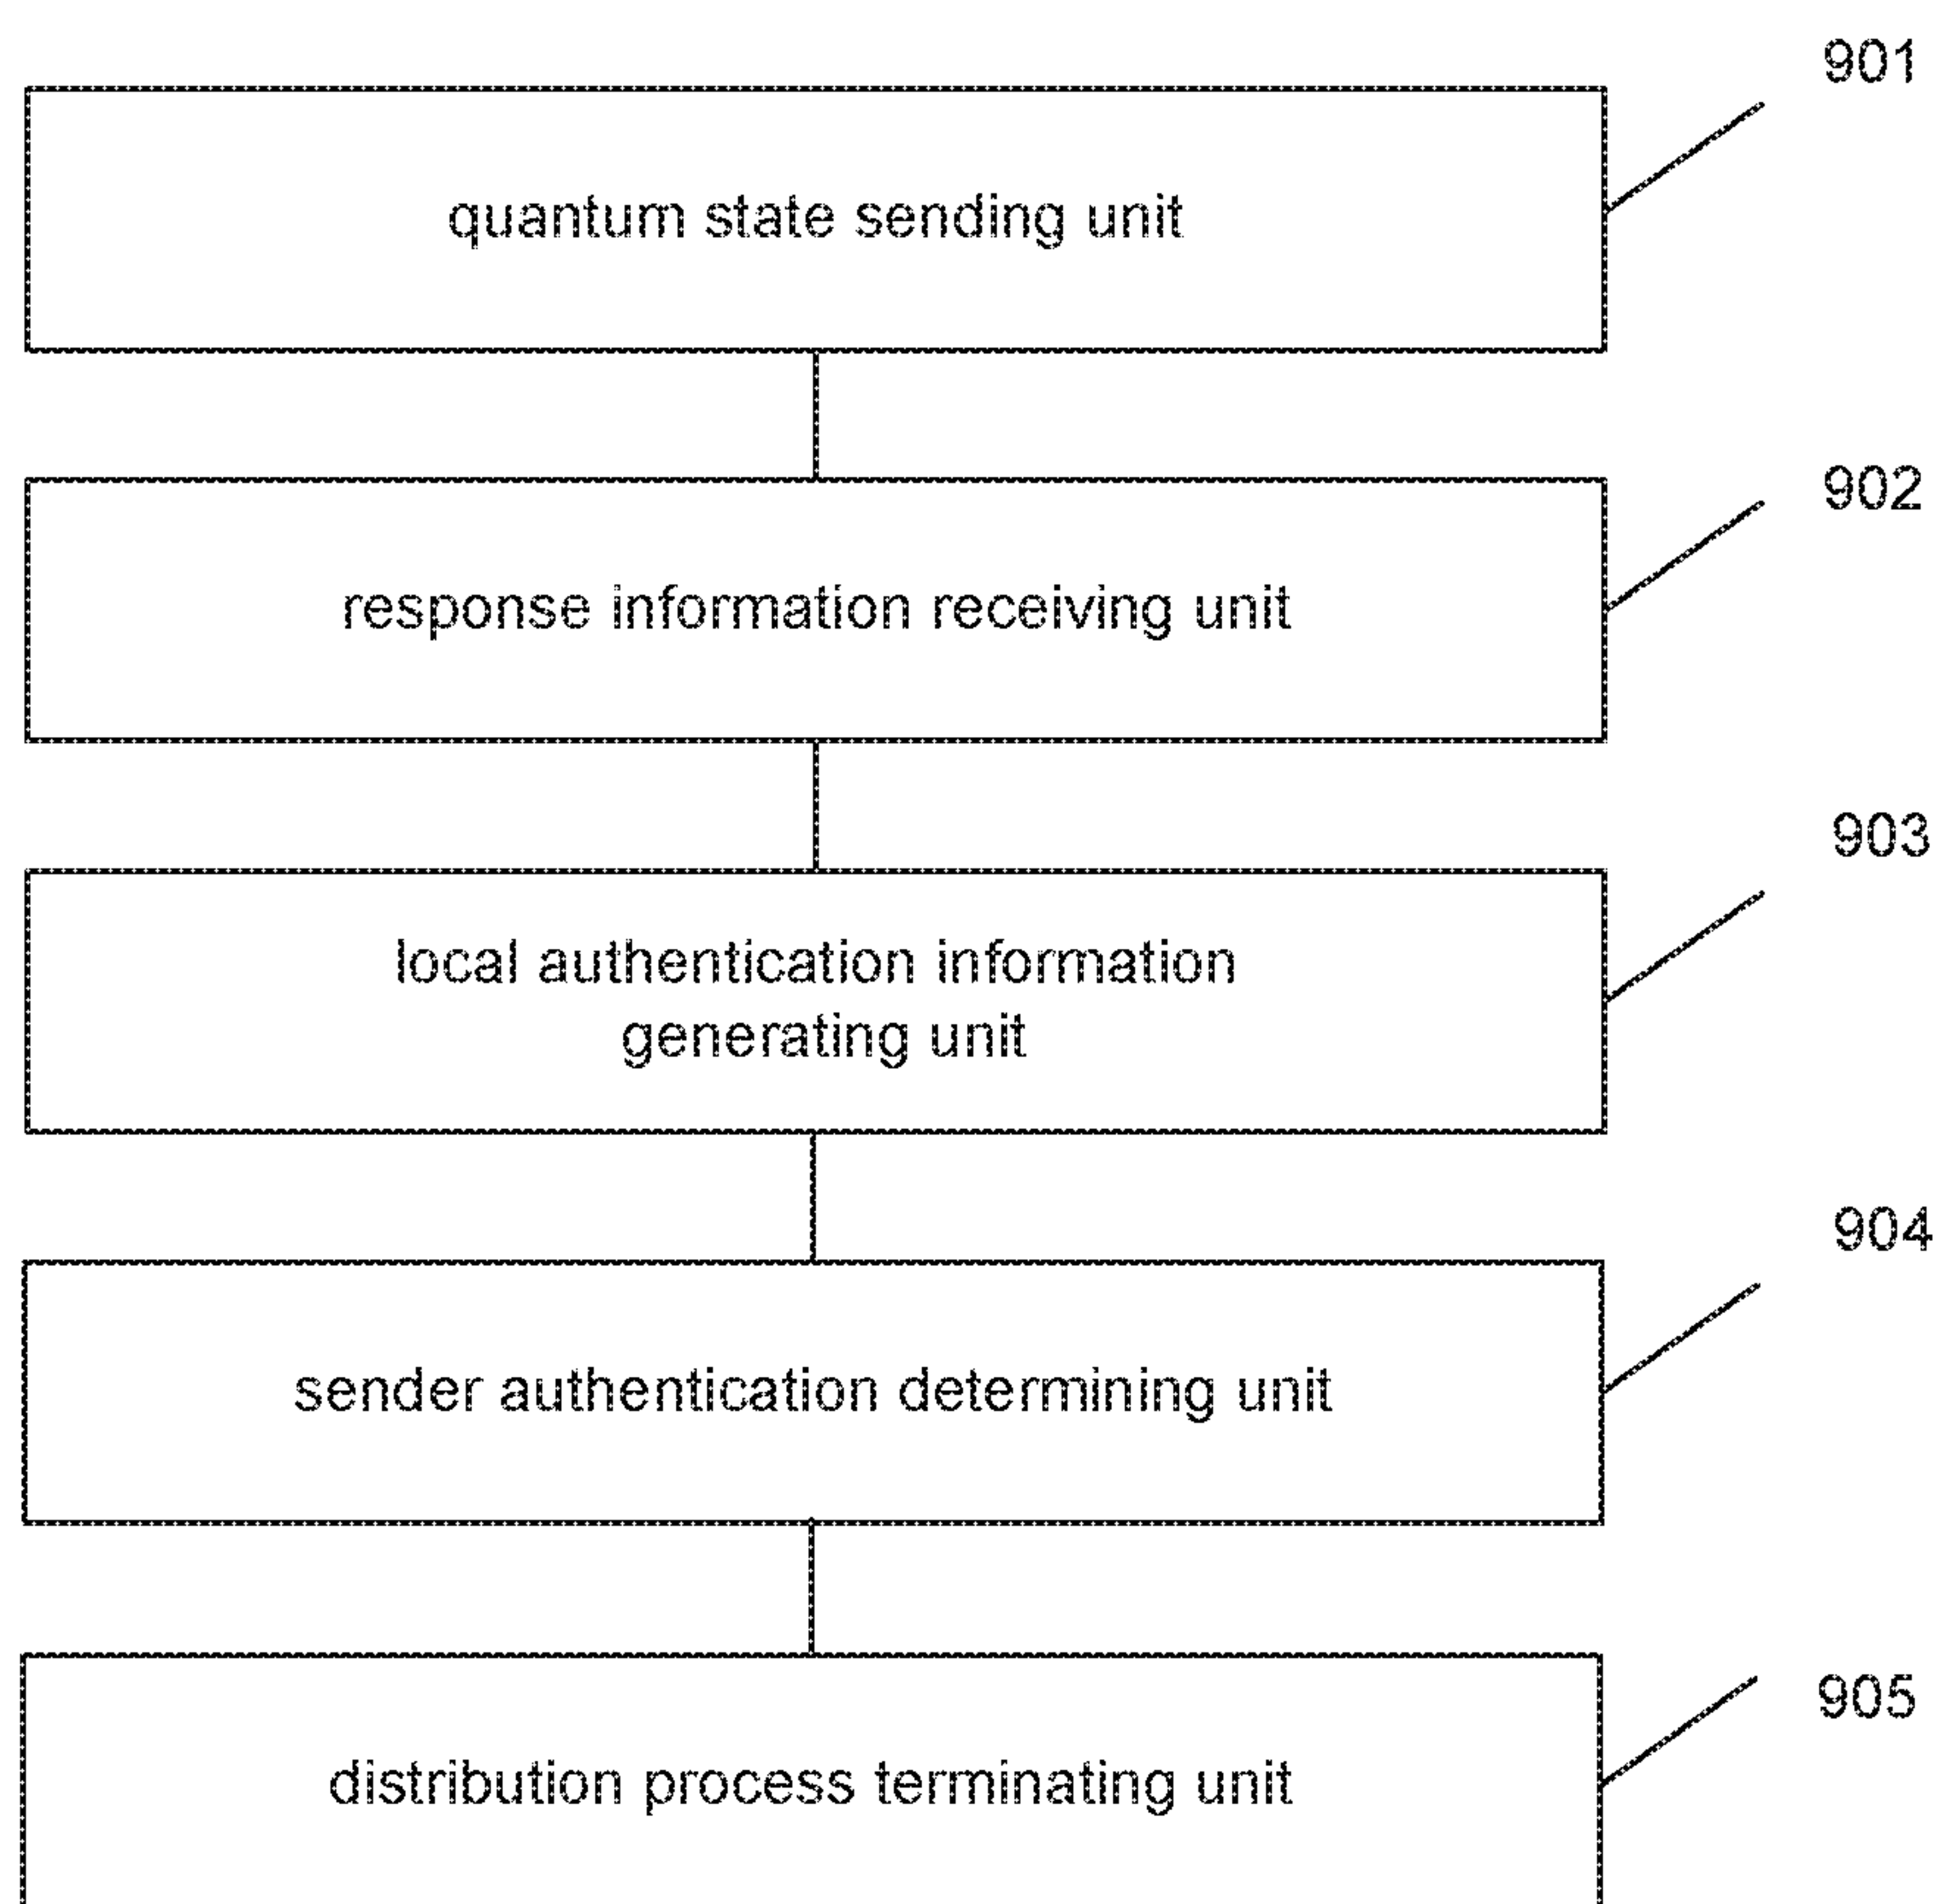 901
quantum state sending unit
902
response information receiving unit
903
local authentication information
generating unit
904
sender authentication determining unit
905
distribution process terminating unit